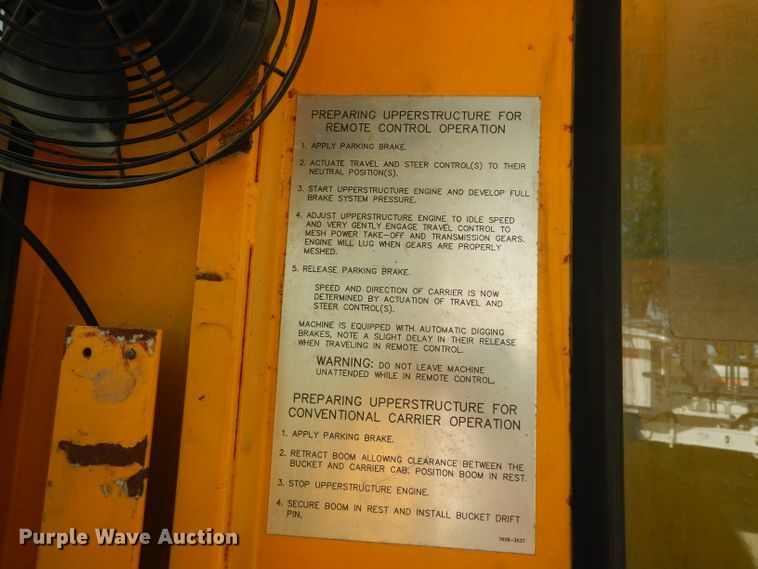 PREPARING UPPERSTRUCTURE FOR
REMOTE CONTROL OPERATION
1. APPLY PARKING BRAKE.
2. ACTUATE TRAVEL AND STEER CONTROL(S) TO THEIR
NEUTRAL POSITION(S).
3. START UPPERSTRUCTURE ENGINE AND DEVELOP FULL
BRAKE SYSTEM PRESSURE.
4. ADJUST UPPERSTRUCTURE ENGINE TO IDLE SPEED
AND VERY GENTLY ENGAGE TRAVEL CONTROL TO
MESH POWER TAKE-OFF AND TRANSMISSION GEARS.
ENGINE WILL LUG WHEN GEARS ARE PROPERLY
MESHED.
5. RELEASE PARKING BRAKE.
SPEED AND DIRECTION OF CARRIER IS NOW
DETERMINED BY ACTUATION OF TRAVEL AND
STEER CONTROL(S).
MACHINE IS EQUIPPED WITH AUTOMATIC DIGGING
BRAKES, NOTE A SLIGHT DELAY IN THEIR RELEASE
WHEN TRAVELING IN REMOTE CONTROL.
WARNING: DO NOT LEAVE MACHINE
UNATTENDED WHILE IN REMOTE CONTROL.
PREPARING UPPERSTRUCTURE FOR
CONVENTIONAL CARRIER OPERATION
1. APPLY PARKING BRAKE.
2. RETRACT BOOM ALLOWING CLEARANCE BETWEEN THE
BUCKET AND CARRIER CAB. POSITION BOOM IN REST.
3. STOP UPPERSTRUCTURE ENGINE.
4. SECURE BOOM IN REST AND INSTALL BUCKET DRIFT
PIN.
7608-3527
Purple Wave Auction